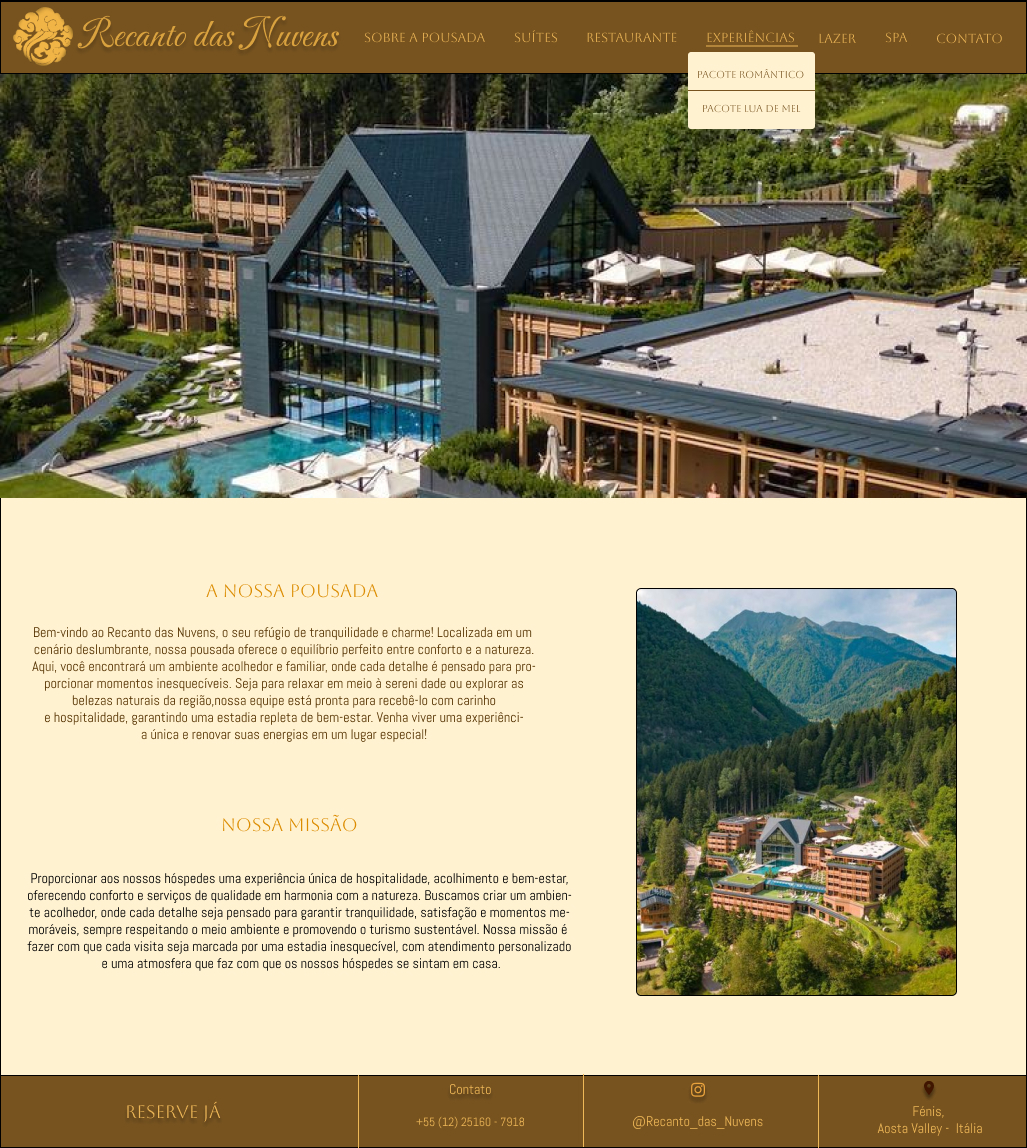 Recanto das Nuvens
SOBRE A POUSADA SUÍTES RESTAURANTE EXPERIÊNCIAS LAZER SPA CONTATO
PACOTE ROMÂNTICO
PACOTE LUA DE MEL
A NOSSA POUSADA
Bem-vindo ao Recanto das Nuvens, o seu refúgio de tranquilidade e charme! Localizada em um
cenário deslumbrante, nossa pousada oferece o equilíbrio perfeito entre conforto e a natureza.
Aqui, você encontrará um ambiente acolhedor e familiar, onde cada detalhe é pensado para pro-
porcionar momentos inesquecíveis. Seja para relaxar em meio à sereni dade ou explorar as
belezas naturais da região,nossa equipe está pronta para recebê-lo com carinho
e hospitalidade, garantindo uma estadia repleta de bem-estar. Venha viver uma experiênci-
a única e renovar suas energias em um lugar especial!
NOSSA MISSÃO
Proporcionar aos nossos hóspedes uma experiência única de hospitalidade, acolhimento e bem-estar,
oferecendo conforto e serviços de qualidade em harmonia com a natureza. Buscamos criar um ambien-
te acolhedor, onde cada detalhe seja pensado para garantir tranquilidade, satisfação e momentos me-
moráveis, sempre respeitando o meio ambiente e promovendo o turismo sustentável. Nossa missão é
fazer com que cada visita seja marcada por uma estadia inesquecível, com atendimento personalizado
e uma atmosfera que faz com que os nossos hóspedes se sintam em casa.
RESERVE JÁ
Contato
+55 (12) 25160 - 7918
@Recanto_das_Nuvens
Fénis,
Aosta Valley - Itália